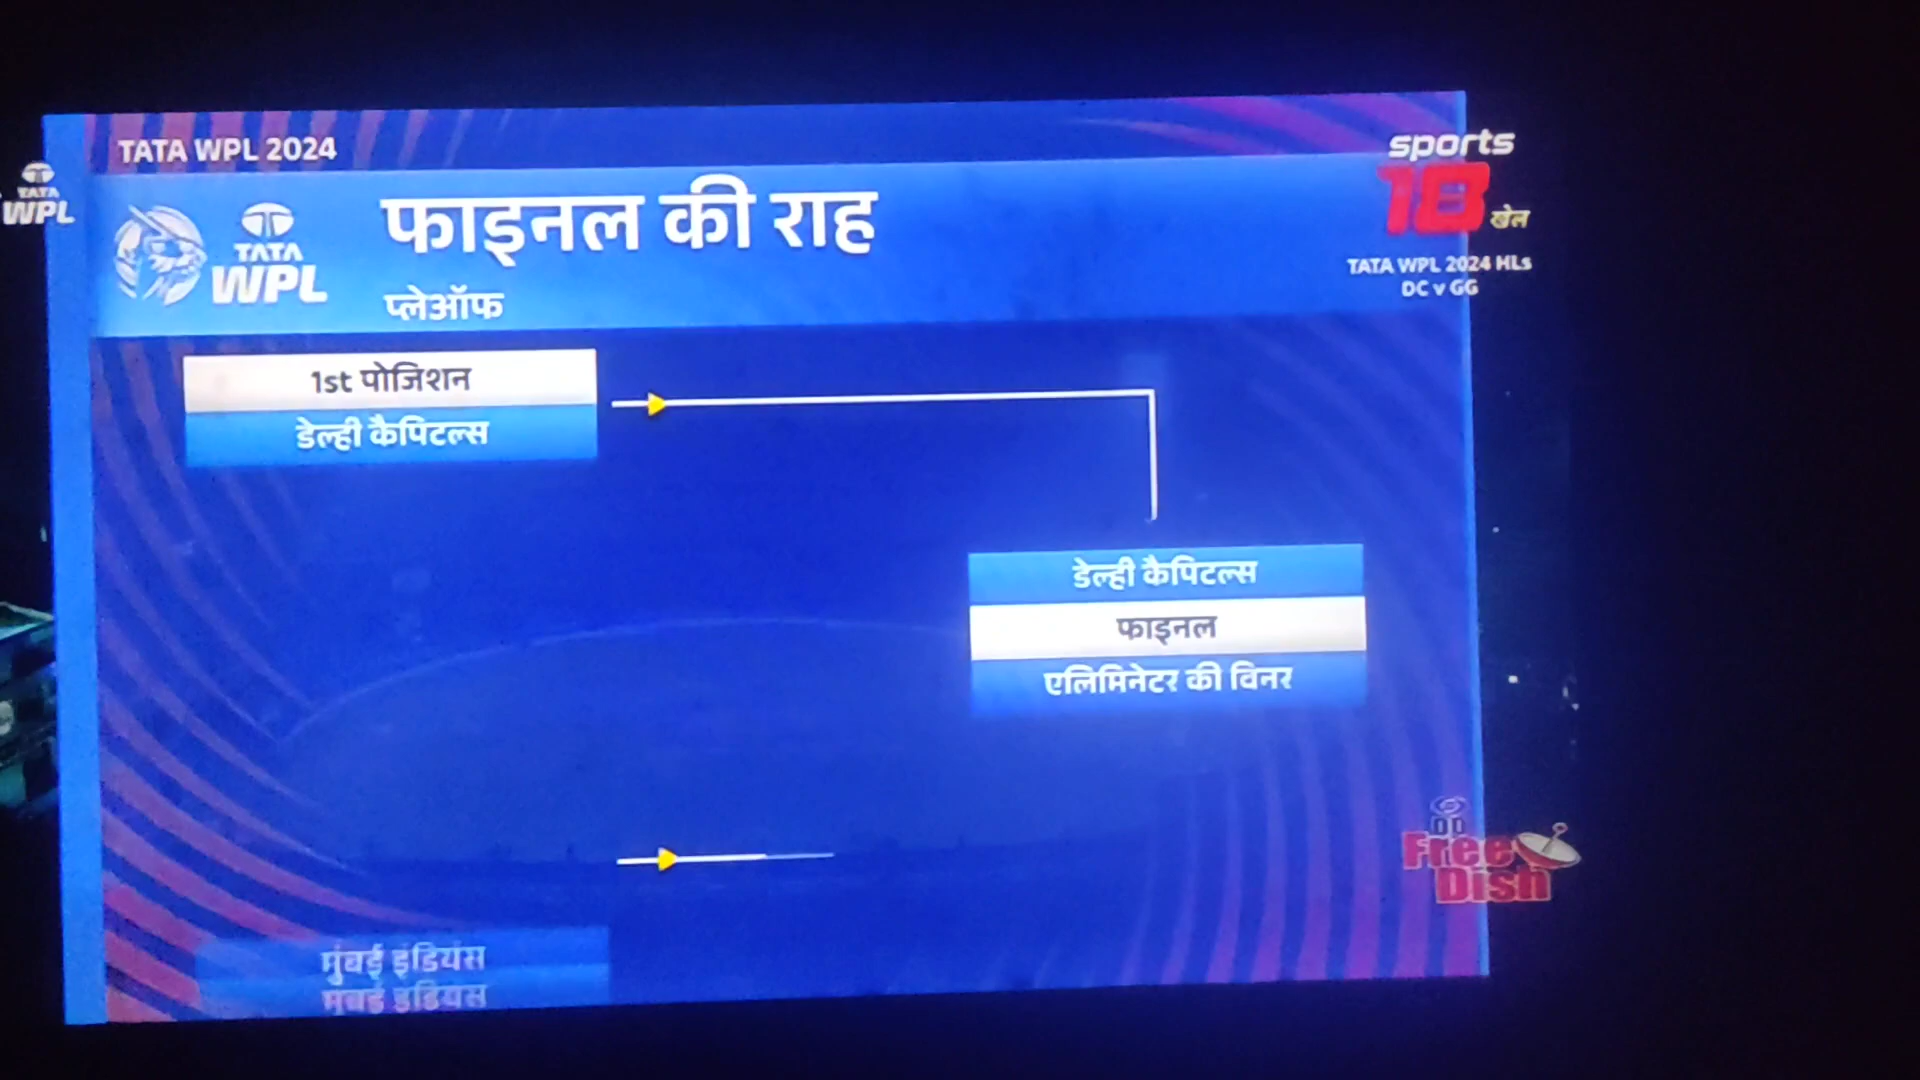 TATA WPL 2024
TATA
WPL
TATA
WPL
फाइनल की राह
प्लेऑफ
sports
18 खेल
TATA WPL 2024 HLs
DC v GG
1st पोजिशन
डेल्ही कैपिटल्स
डेल्ही कैपिटल्स
फाइनल
एलिमिनेटर की विनर
DD
Free
Dish
मुंबई इंडियंस
मुंबई इंडियंस